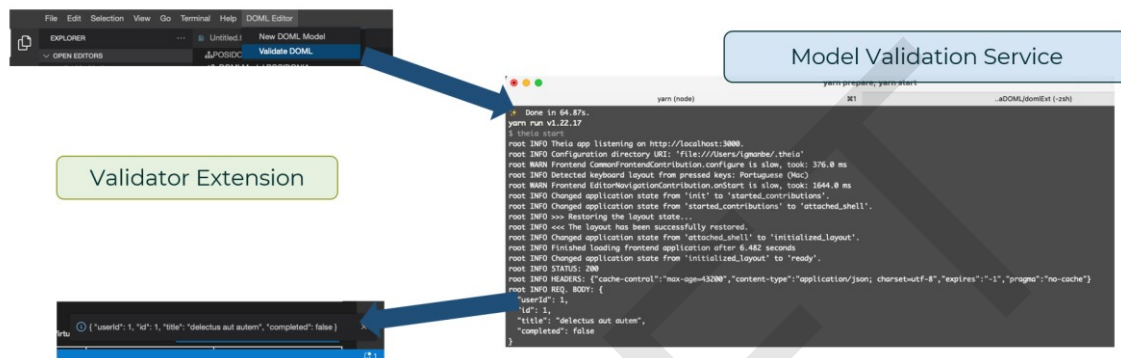 File Edit Selection View Go Terminal Help DOML Editor
EXPLORER ... Untitled.
New DOML Model
OPEN EDITORS
Validate DOML
Model Validation Service
yarn prepare, yarn start
yarn (node) ⌘1 ..aDOML/domlExt (-zsh)
✨ Done in 64.87s.
yarn run v1.22.17
$ theia start
root INFO Theia app listening on http://localhost:3000.
root INFO Configuration directory URI: 'file:///Users/igmanbe/.theia'
root WARN Frontend CommonFrontendContribution.configure is slow, took: 376.0 ms
root INFO Detected keyboard layout from pressed keys: Portuguese (Mac)
root WARN Frontend EditorNavigationContribution.onStart is slow, took: 1644.0 ms
root INFO Changed application state from 'init' to 'started_contributions'.
root INFO Changed application state from 'started_contributions' to 'attached_shell'.
root INFO >>> Restoring the layout state...
root INFO <<< The layout has been successfully restored.
root INFO Changed application state from 'attached_shell' to 'initialized_layout'.
root INFO Finished loading frontend application after 6.482 seconds
root INFO Changed application state from 'initialized_layout' to 'ready'.
root INFO STATUS: 200
root INFO HEADERS: {"cache-control":"max-age=43200","content-type":"application/json; charset=utf-8","expires":"-1","pragma":"no-cache"}
root INFO REQ. BODY: {
"userId": 1,
"id": 1,
"title": "delectus aut autem",
"completed": false
}
Validator Extension
{ "userId": 1, "id": 1, "title": "delectus aut autem", "completed": false }
1